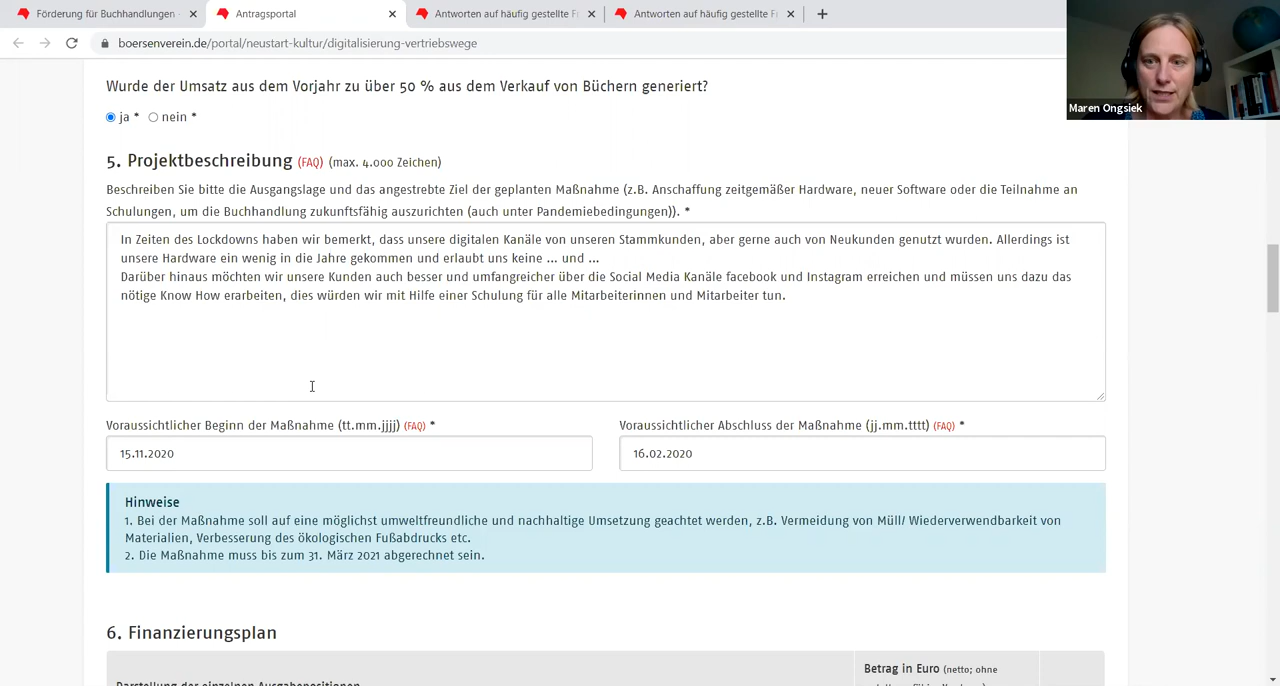 Förderung für Buchhandlungen
Antragsportal
Antworten auf häufig gestellte F
Antworten auf häufig gestellte F
boersenverein.de/portal/neustart-kultur/digitalisierung-vertriebswege
Maren Ongsiek
Wurde der Umsatz aus dem Vorjahr zu über 50 % aus dem Verkauf von Büchern generiert?
ja * nein *
5. Projektbeschreibung (FAQ) (max. 4.000 Zeichen)
Beschreiben Sie bitte die Ausgangslage und das angestrebte Ziel der geplanten Maßnahme (z.B. Anschaffung zeitgemäßer Hardware, neuer Software oder die Teilnahme an
Schulungen, um die Buchhandlung zukunftsfähig auszurichten (auch unter Pandemiebedingungen)). *
In Zeiten des Lockdowns haben wir bemerkt, dass unsere digitalen Kanäle von unseren Stammkunden, aber gerne auch von Neukunden genutzt wurden. Allerdings ist
unsere Hardware ein wenig in die Jahre gekommen und erlaubt uns keine ... und ...
Darüber hinaus möchten wir unsere Kunden auch besser und umfangreicher über die Social Media Kanäle facebook und Instagram erreichen und müssen uns dazu das
nötige Know How erarbeiten, dies würden wir mit Hilfe einer Schulung für alle Mitarbeiterinnen und Mitarbeiter tun.
Voraussichtlicher Beginn der Maßnahme (tt.mm.jjjj) (FAQ) *
Voraussichtlicher Abschluss der Maßnahme (jj.mm.tttt) (FAQ) *
15.11.2020
16.02.2020
Hinweise
1. Bei der Maßnahme soll auf eine möglichst umweltfreundliche und nachhaltige Umsetzung geachtet werden, z.B. Vermeidung von Müll/ Wiederverwendbarkeit von
Materialien, Verbesserung des ökologischen Fußabdrucks etc.
2. Die Maßnahme muss bis zum 31. März 2021 abgerechnet sein.
6. Finanzierungsplan
Betrag in Euro (netto; ohne
Darstellung der einzelnen Ausgabepositionen